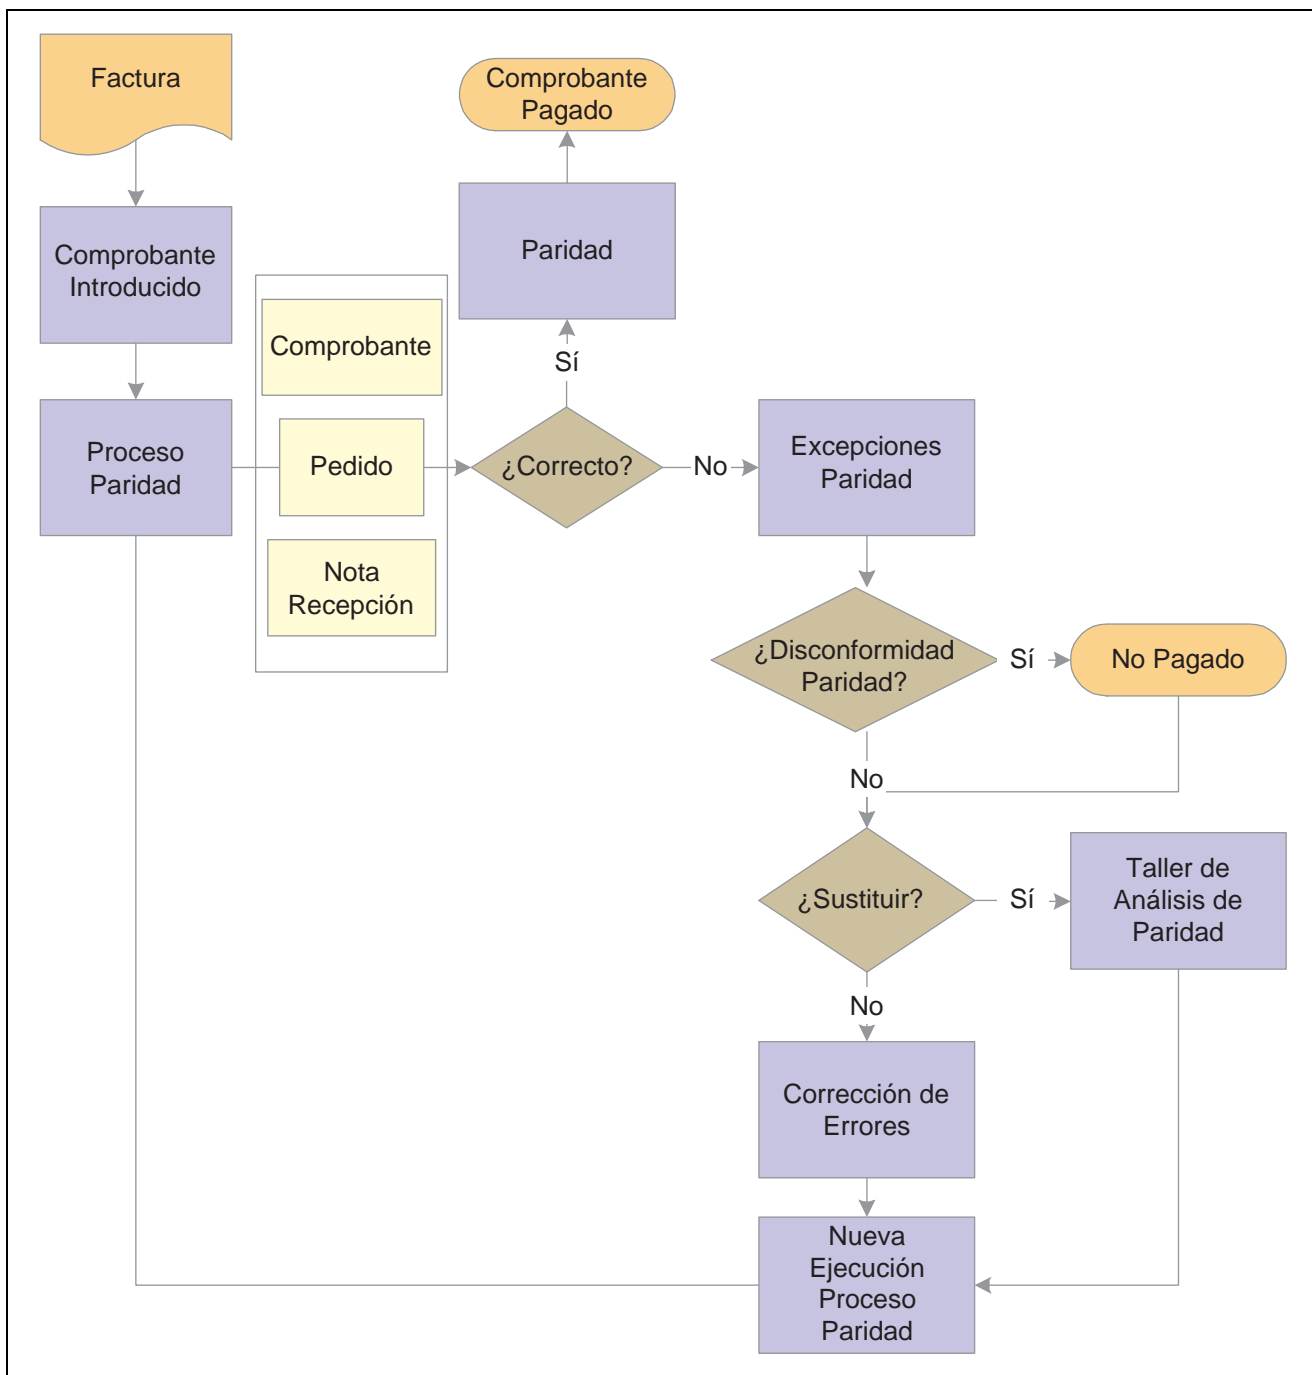 Factura
Comprobante
Pagado
Comprobante
Introducido
Paridad
Comprobante
Sí
Proceso
Paridad
Pedido
¿Correcto?
No
Excepciones
Paridad
Nota
Recepción
¿Disconformidad
Paridad?
Sí
No Pagado
No
¿Sustituir?
Sí
Taller de
Análisis de
Paridad
No
Corrección de
Errores
Nueva
Ejecución
Proceso
Paridad